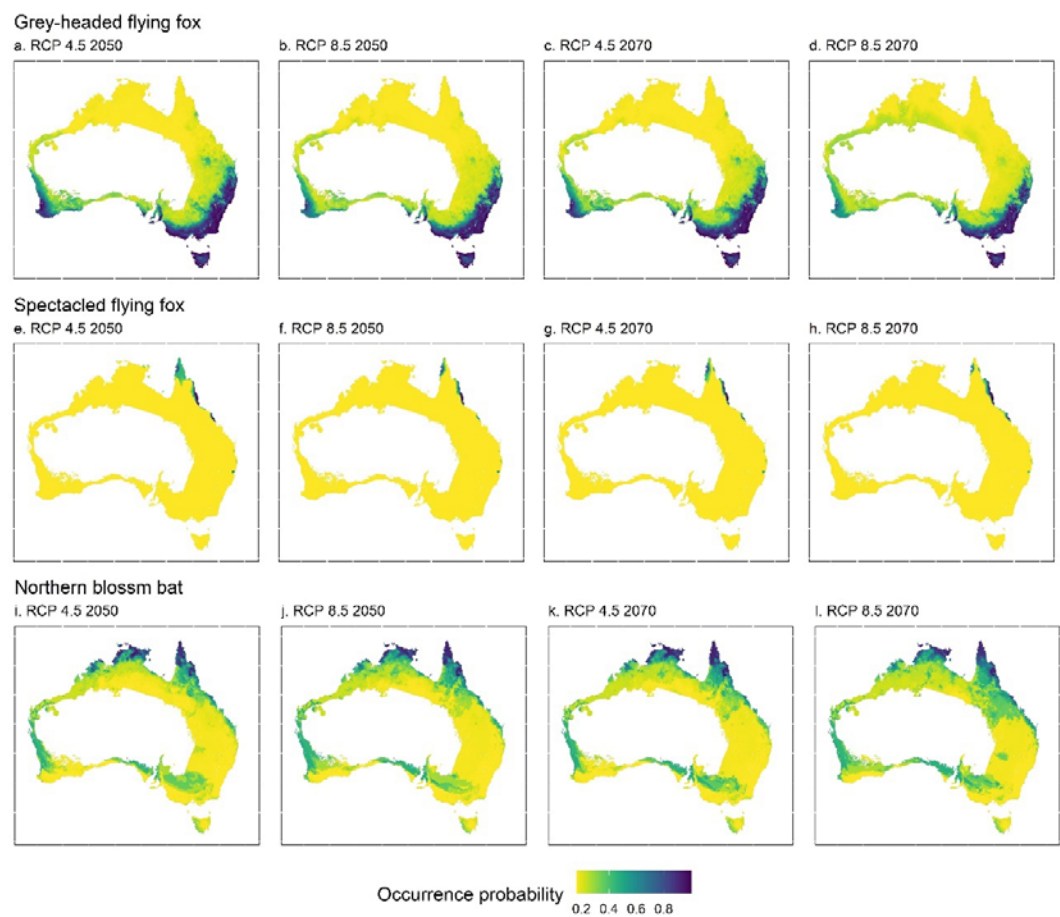 Grey-headed flying fox
a. RCP 4.5 2050
b. RCP 8.5 2050
c. RCP 4.5 2070
d. RCP 8.5 2070
Spectacled flying fox
e. RCP 4.5 2050
f. RCP 8.5 2050
g. RCP 4.5 2070
h. RCP 8.5 2070
Northern blossm bat
i. RCP 4.5 2050
j. RCP 8.5 2050
k. RCP 4.5 2070
l. RCP 8.5 2070
Occurrence probability
0.2 0.4 0.6 0.8